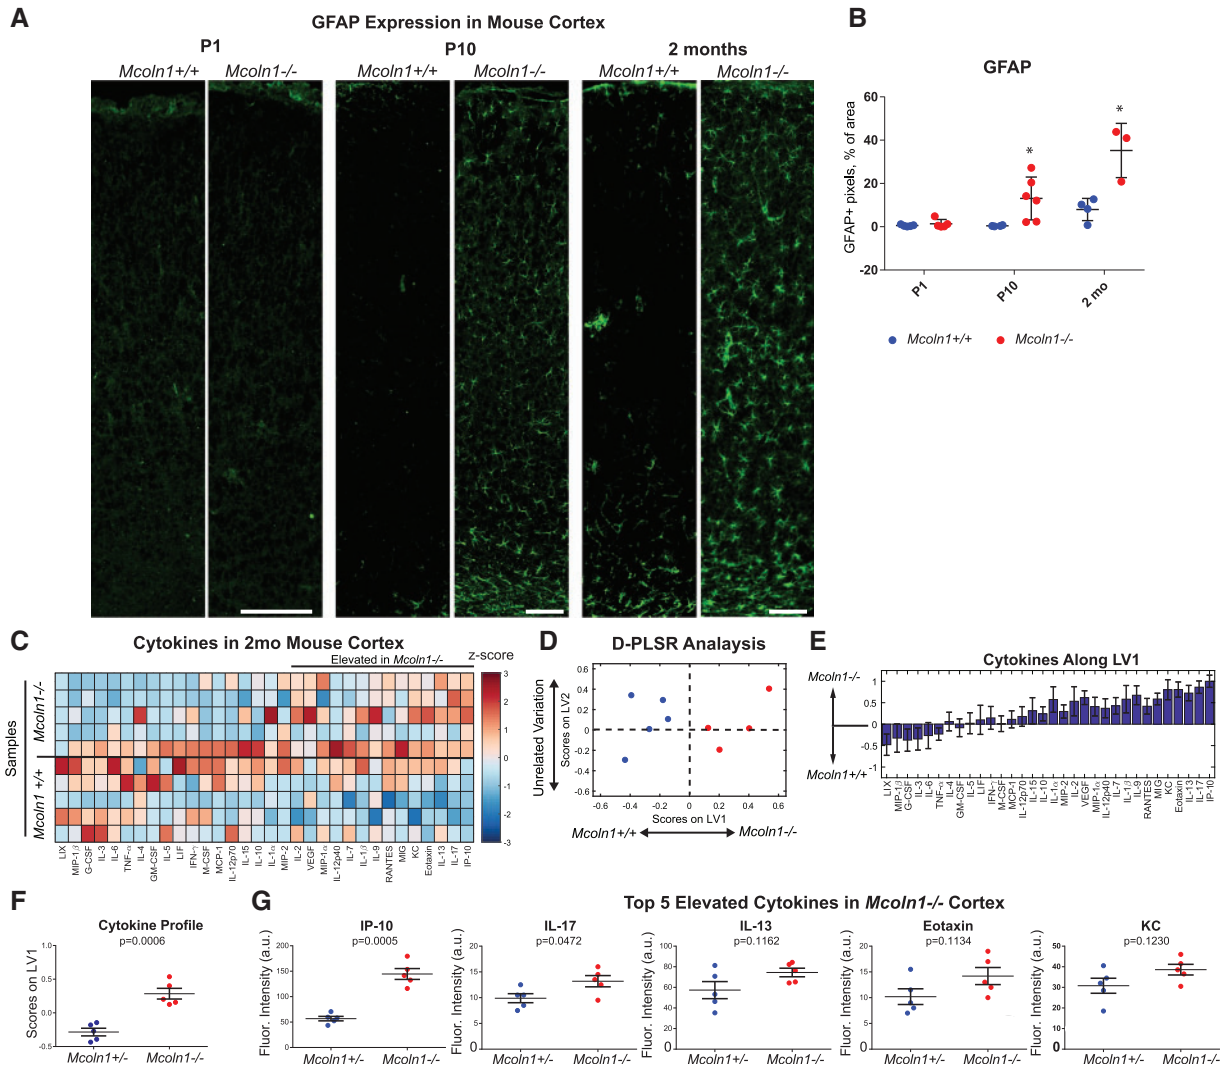 A
GFAP Expression in Mouse Cortex
P1
P10
2 months
Mcoln1+/+
Mcoln1-/-
Mcoln1+/+
Mcoln1-/-
Mcoln1+/+
Mcoln1-/-
B
GFAP
GFAP+ pixels, % of area
60
40
20
0
-20
P1
P10
2 mo
*
*
Mcoln1+/+
Mcoln1-/-
C
Cytokines in 2mo Mouse Cortex
Elevated in Mcoln1-/-
z-score
Samples
Mcoln1-/-
Mcoln1 +/+
3
2
1
0
-1
-2
-3
LIX
MIP-1β
G-CSF
IL-3
IL-6
TNF-α
IL-4
GM-CSF
IL-5
LIF
IFN-γ
M-CSF
MCP-1
IL-12p70
IL-15
IL-10
IL-1α
MIP-2
IL-2
VEGF
MIP-1α
IL-12p40
IL-7
IL-1β
IL-9
RANTES
MIG
KC
Eotaxin
IL-13
IL-17
IP-10
D
D-PLSR Analaysis
Unrelated Variation
Scores on LV2
0.6
0.4
0.2
0
-0.2
-0.4
-0.6
-0.6
-0.4
-0.2
0
0.2
0.4
0.6
Scores on LV1
Mcoln1+/+
Mcoln1-/-
E
Cytokines Along LV1
Mcoln1-/-
Mcoln1+/+
1
0.5
0
-0.5
-1
LIX
MIP-1β
G-CSF
IL-3
IL-6
TNF-α
IL-4
GM-CSF
IL-5
LIF
IFN-γ
M-CSF
MCP-1
IL-12p70
IL-15
IL-10
IL-1α
MIP-2
IL-2
VEGF
MIP-1α
IL-12p40
IL-7
IL-1β
IL-9
RANTES
MIG
KC
Eotaxin
IL-13
IL-17
IP-10
F
Cytokine Profile
p=0.0006
Scores on LV1
1.0
0.5
0.0
-0.5
Mcoln1+/-
Mcoln1-/-
G
Top 5 Elevated Cytokines in Mcoln1-/- Cortex
IP-10
p=0.0005
Fluor. Intensity (a.u.)
200
150
100
50
0
Mcoln1+/-
Mcoln1-/-
IL-17
p=0.0472
Fluor. Intensity (a.u.)
20
15
10
5
0
Mcoln1+/-
Mcoln1-/-
IL-13
p=0.1162
Fluor. Intensity (a.u.)
100
80
60
40
20
0
Mcoln1+/-
Mcoln1-/-
Eotaxin
p=0.1134
Fluor. Intensity (a.u.)
20
15
10
5
0
Mcoln1+/-
Mcoln1-/-
KC
p=0.1230
Fluor. Intensity (a.u.)
50
40
30
20
10
0
0
Mcoln1+/-
Mcoln1-/-